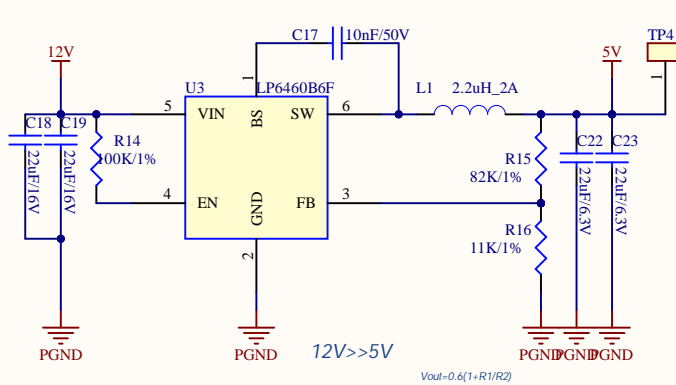 C17 10nF/50V TP4
12V 5V
U3 LP6460B6F L1 2.2uH_2A
1
1
5 VIN BS SW 6
C18 C19
R14
100K/1%
22uF/16V
22uF/16V
C22 C23
R15
82K/1%
22uF/6.3V
22uF/6.3V
4 EN GND FB 3
R16
11K/1%
2
PGND PGND 12V>>5V PGND PGND PGND
Vout=0.6(1+R1/R2)